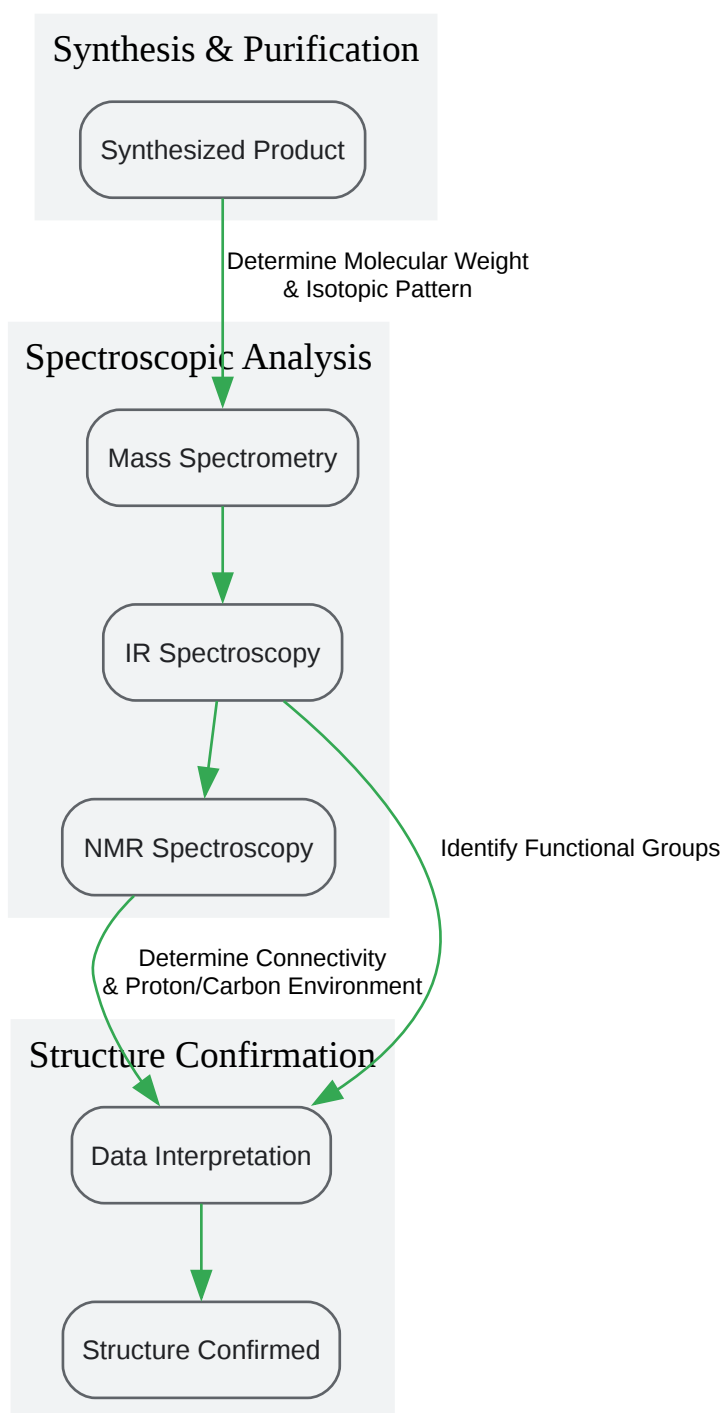 Synthesis & Purification
Synthesized Product
Determine Molecular Weight
& Isotopic Pattern
Spectroscopic Analysis
Mass Spectrometry
IR Spectroscopy
NMR Spectroscopy
Identify Functional Groups
Determine Connectivity
& Proton/Carbon Environment
Structure Confirmation
Data Interpretation
Structure Confirmed